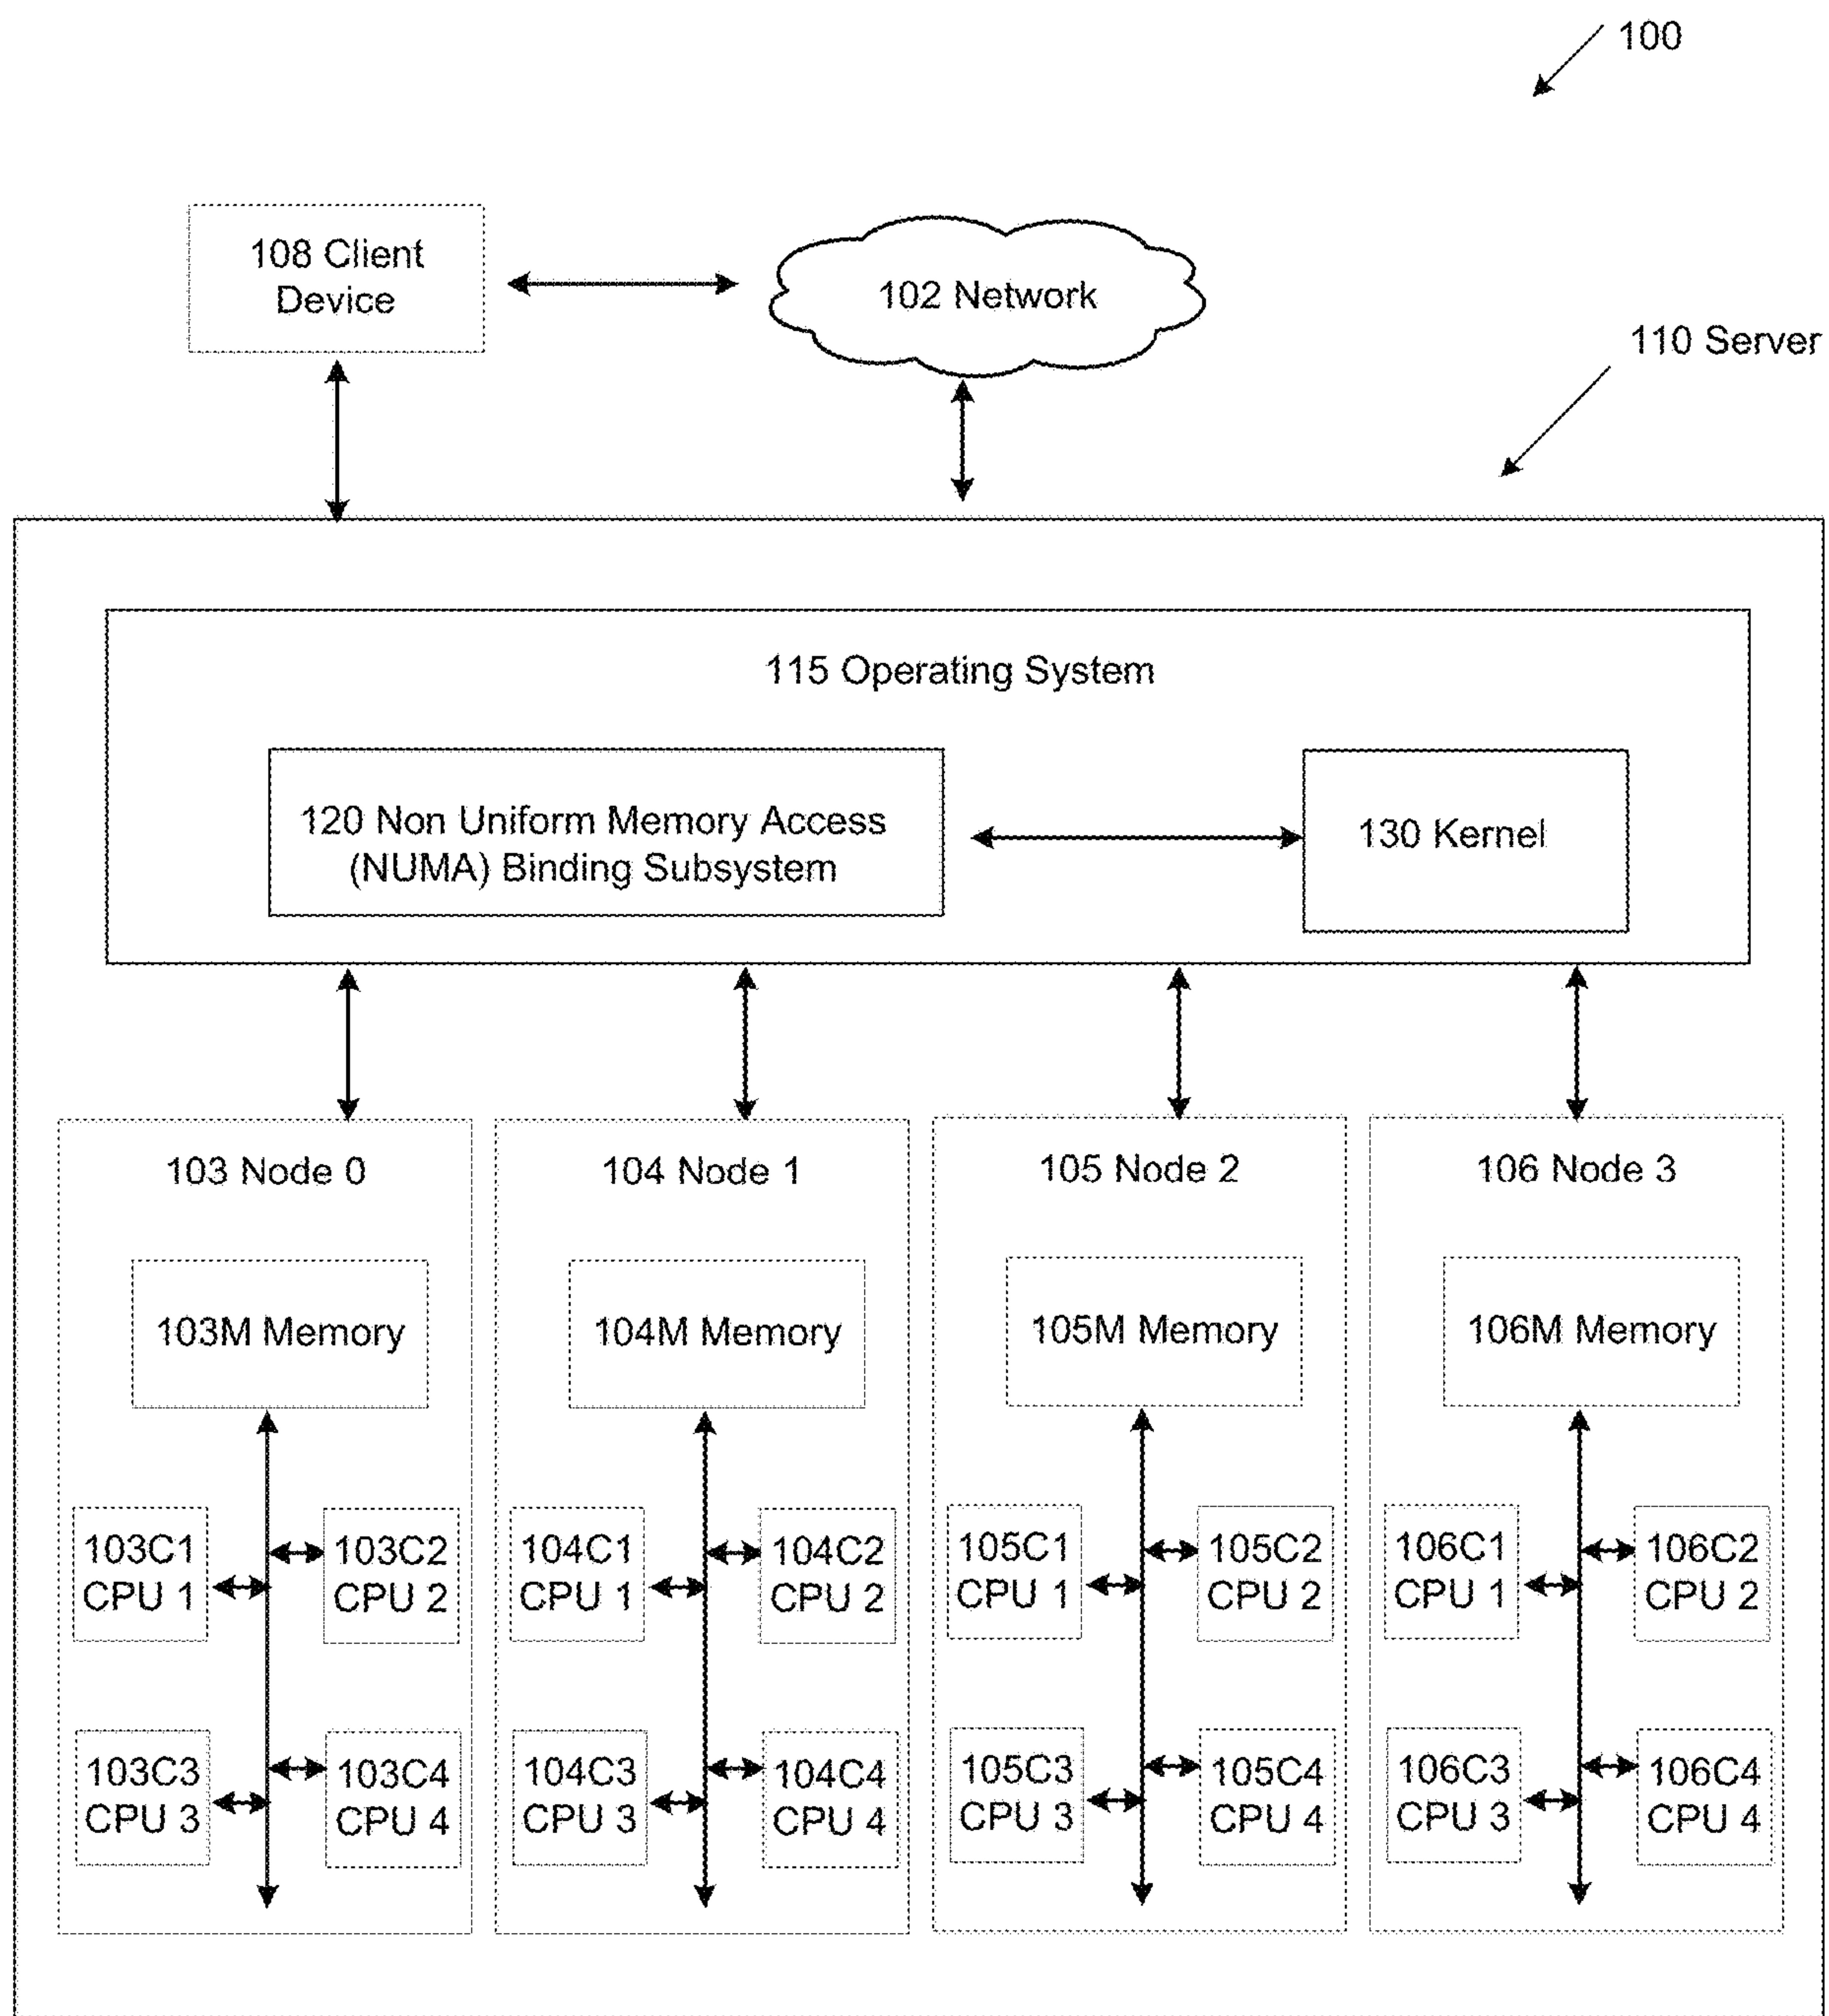 100
108 Client
Device
102 Network
110 Server
115 Operating System
120 Non Uniform Memory Access
(NUMA) Binding Subsystem
130 Kernel
103 Node 0
104 Node 1
105 Node 2
106 Node 3
103M Memory
104M Memory
105M Memory
106M Memory
103C1
CPU 1
103C2
CPU 2
104C1
CPU 1
104C2
CPU 2
105C1
CPU 1
105C2
CPU 2
106C1
CPU 1
106C2
CPU 2
103C3
CPU 3
103C4
CPU 4
104C3
CPU 3
104C4
CPU 4
105C3
CPU 3
105C4
CPU 4
106C3
CPU 3
106C4
CPU 4